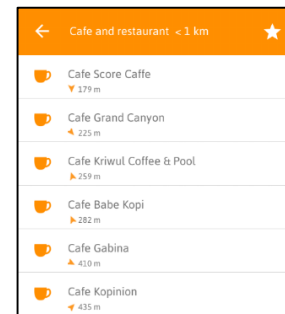 Cafe and restaurant < 1 km
Cafe Score Caffe
179 m
Cafe Grand Canyon
225 m
Cafe Kriwul Coffee & Pool
259 m
Cafe Babe Kopi
282 m
Cafe Gabina
410 m
Cafe Kopinion
435 m